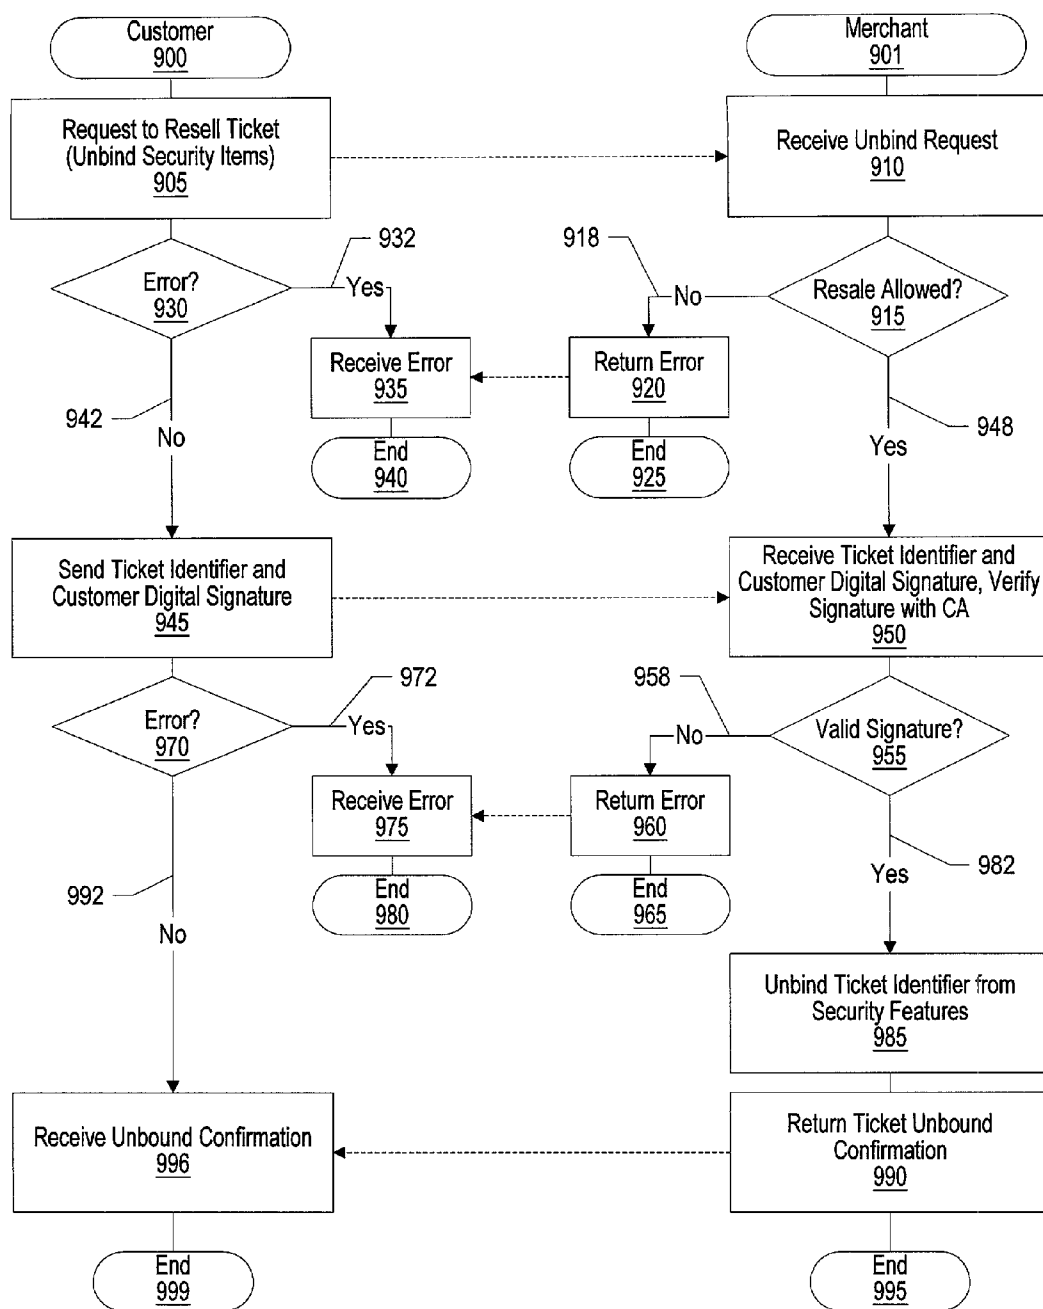 Customer
900
Merchant
901
Request to Resell Ticket
(Unbind Security Items)
905
Receive Unbind Request
910
932
918
Error?
930
Yes
No
Resale Allowed?
915
Receive Error
935
Return Error
920
942
No
948
Yes
End
940
End
925
Send Ticket Identifier and
Customer Digital Signature
945
Receive Ticket Identifier and
Customer Digital Signature, Verify
Signature with CA
950
972
958
Error?
970
Yes
No
Valid Signature?
955
Receive Error
975
Return Error
960
992
No
982
Yes
End
980
End
965
Unbind Ticket Identifier from
Security Features
985
Receive Unbound Confirmation
996
Return Ticket Unbound
Confirmation
990
End
999
End
995